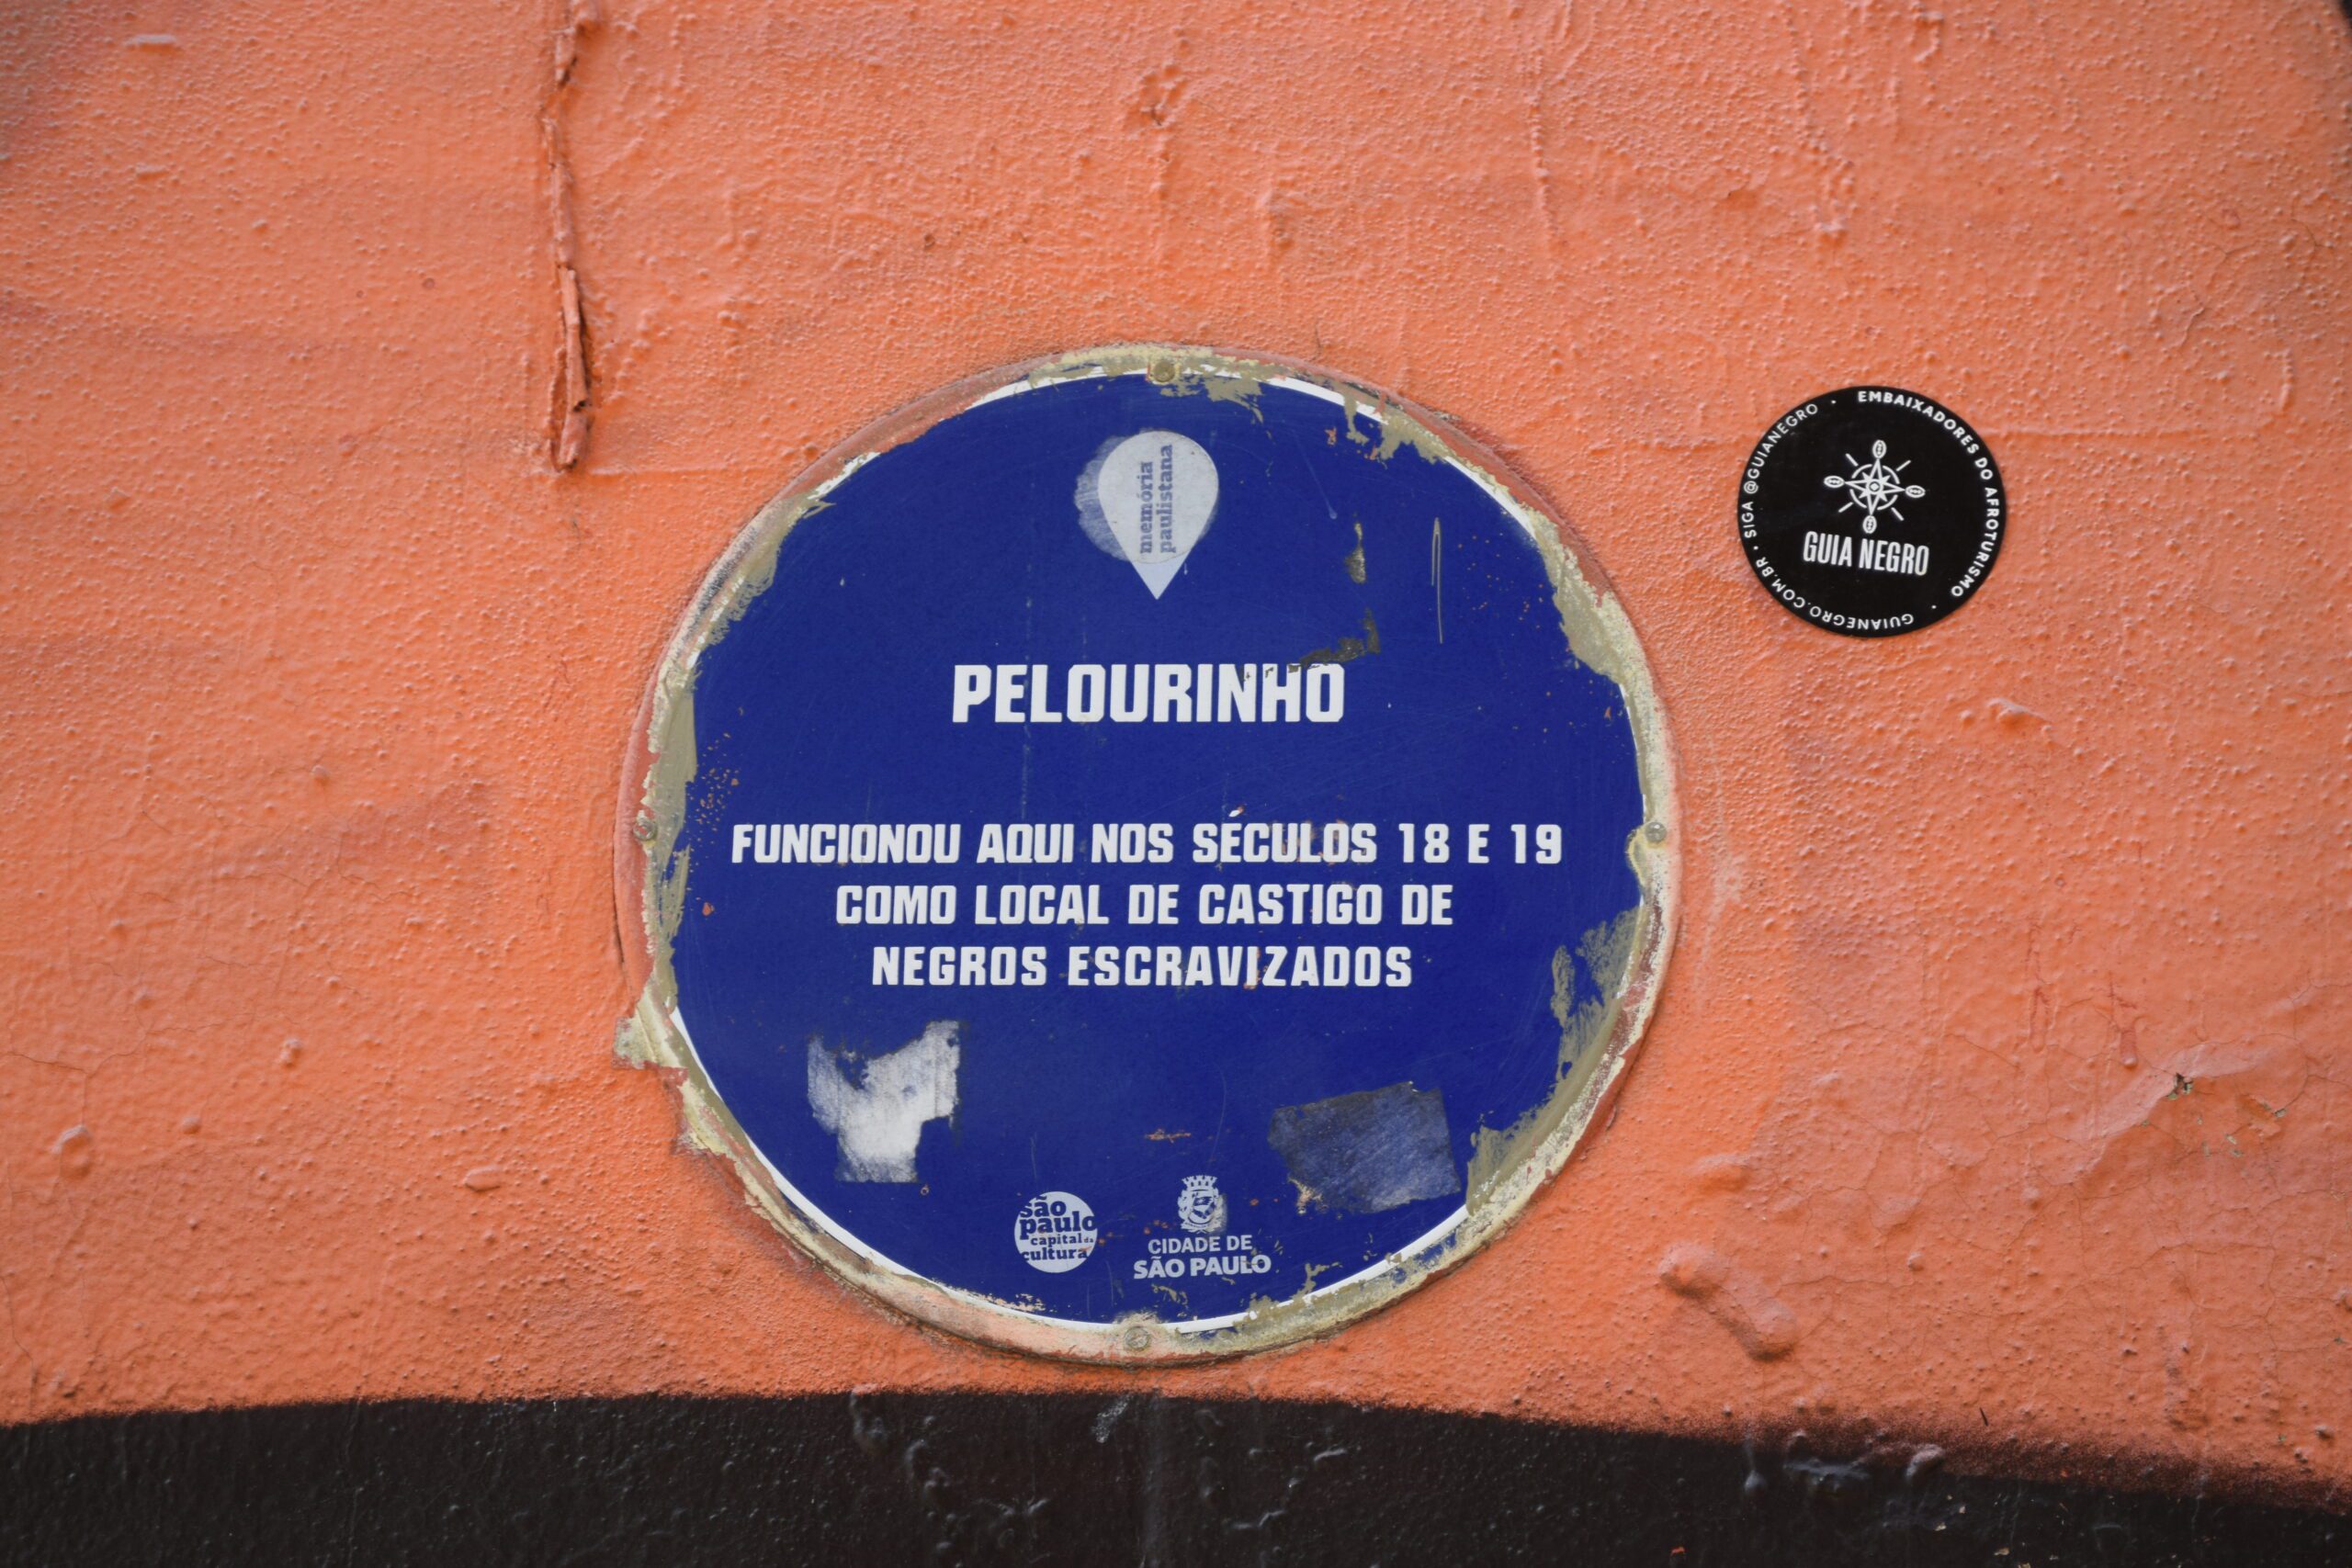 memória
paulistana
PELOURINHO
FUNCIONOU AQUI NOS SÉCULOS 18 E 19
COMO LOCAL DE CASTIGO DE
NEGROS ESCRAVIZADOS
são
paulo
capital da
cultura
CIDADE DE
SÃO PAULO
EMBAIXADORES DO AFROTURISMO • GUIANEGRO.COM.BR • SIGA @GUIANEGRO •
GUIA NEGRO